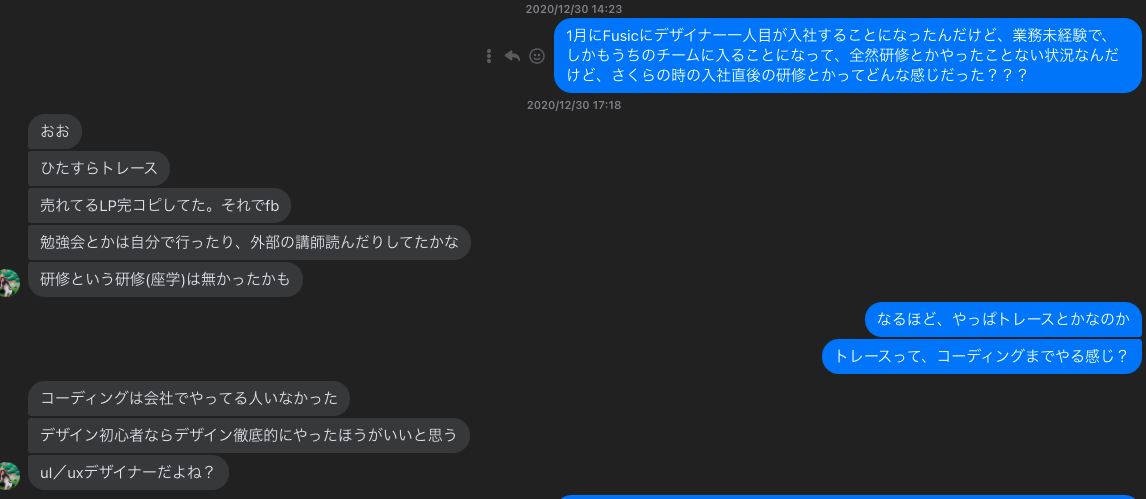 2020/12/30 14:23
1月にFusicにデザイナー一人目が入社することになったんだけど、業務未経験で、
しかもうちのチームに入ることになって、全然研修とかやったことない状況なんだ
けど、さくらの時の入社直後の研修とかってどんな感じだった？？？
2020/12/30 17:18
おお
ひたすらトレース
売れてるLP完コピしてた。それでfb
勉強会とかは自分で行ったり、外部の講師読んだりしてたかな
研修という研修(座学)は無かったかも
なるほど、やっぱトレースとかなのか
トレースって、コーディングまでやる感じ？
コーディングは会社でやってる人いなかった
デザイン初心者ならデザイン徹底的にやったほうがいいと思う
uI／uxデザイナーだよね？